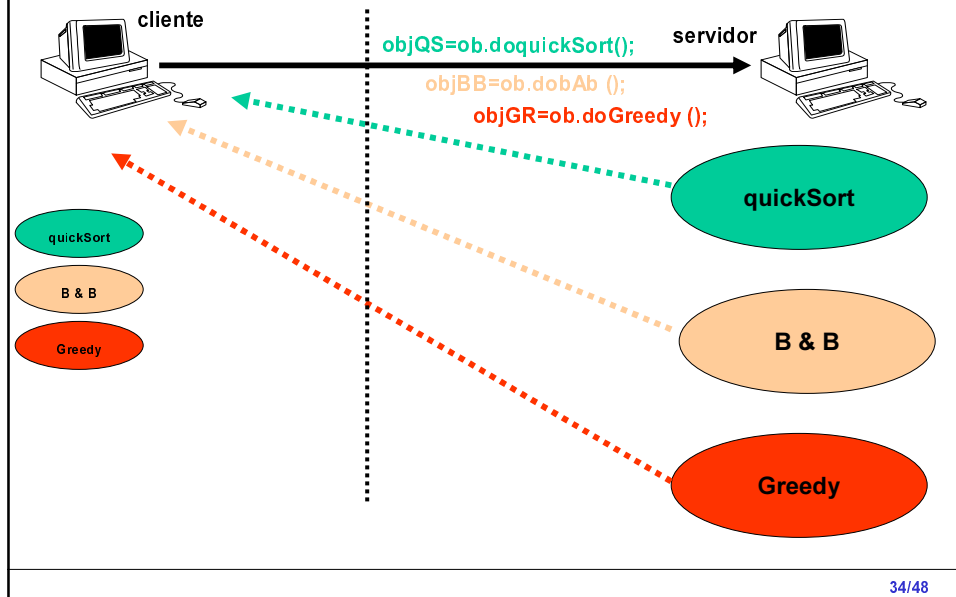 cliente
objQS=ob.doquickSort();
servidor
objBB=ob.dobAb ();
objGR=ob.doGreedy ();
quickSort
quickSort
B & B
B & B
Greedy
Greedy
34/48